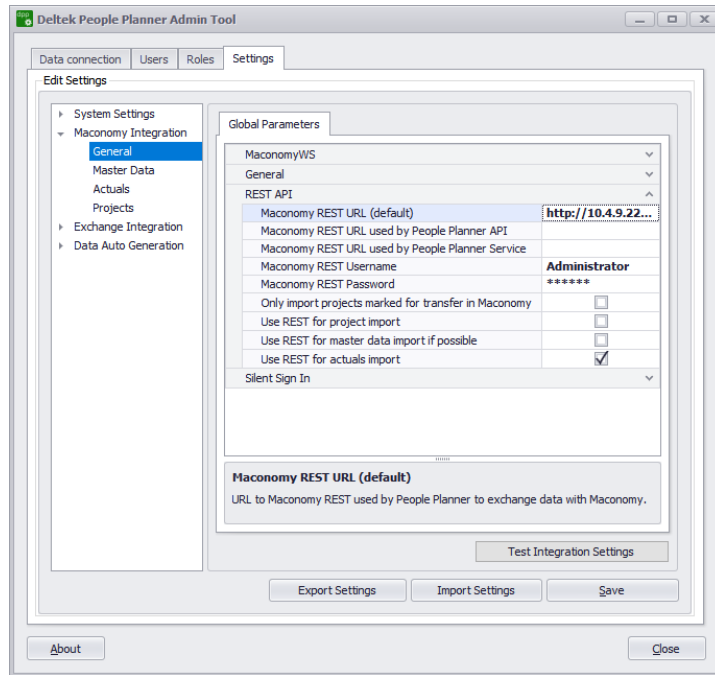 dpp
Deltek People Planner Admin Tool
Data connection Users Roles Settings
Edit Settings
System Settings
Maconomy Integration
General
Master Data
Actuals
Projects
Exchange Integration
Data Auto Generation
Global Parameters
MaconomyWS
General
REST API
Maconomy REST URL (default) http://10.4.9.22...
Maconomy REST URL used by People Planner API
Maconomy REST URL used by People Planner Service
Maconomy REST Username Administrator
Maconomy REST Password ******
Only import projects marked for transfer in Maconomy
Use REST for project import
Use REST for master data import if possible
Use REST for actuals import
Silent Sign In
Maconomy REST URL (default)
URL to Maconomy REST used by People Planner to exchange data with Maconomy.
Test Integration Settings
Export Settings Import Settings Save
About Close